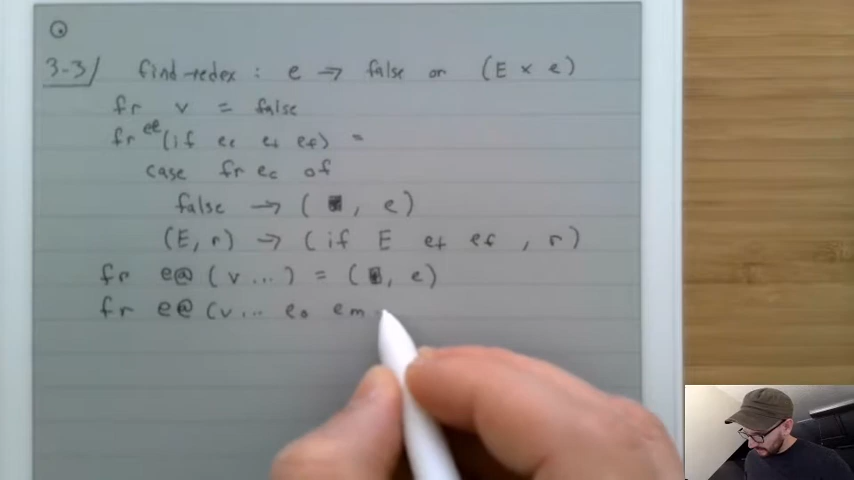 3-3/ find-redex : e → false or (E × e)
fr v = false
fr e@(if ec et ef) =
case fr ec of
false → (■, e)
(E, r) → (if E et ef, r)
fr e@(v...) = (■, e)
fr e@(v... e0 em